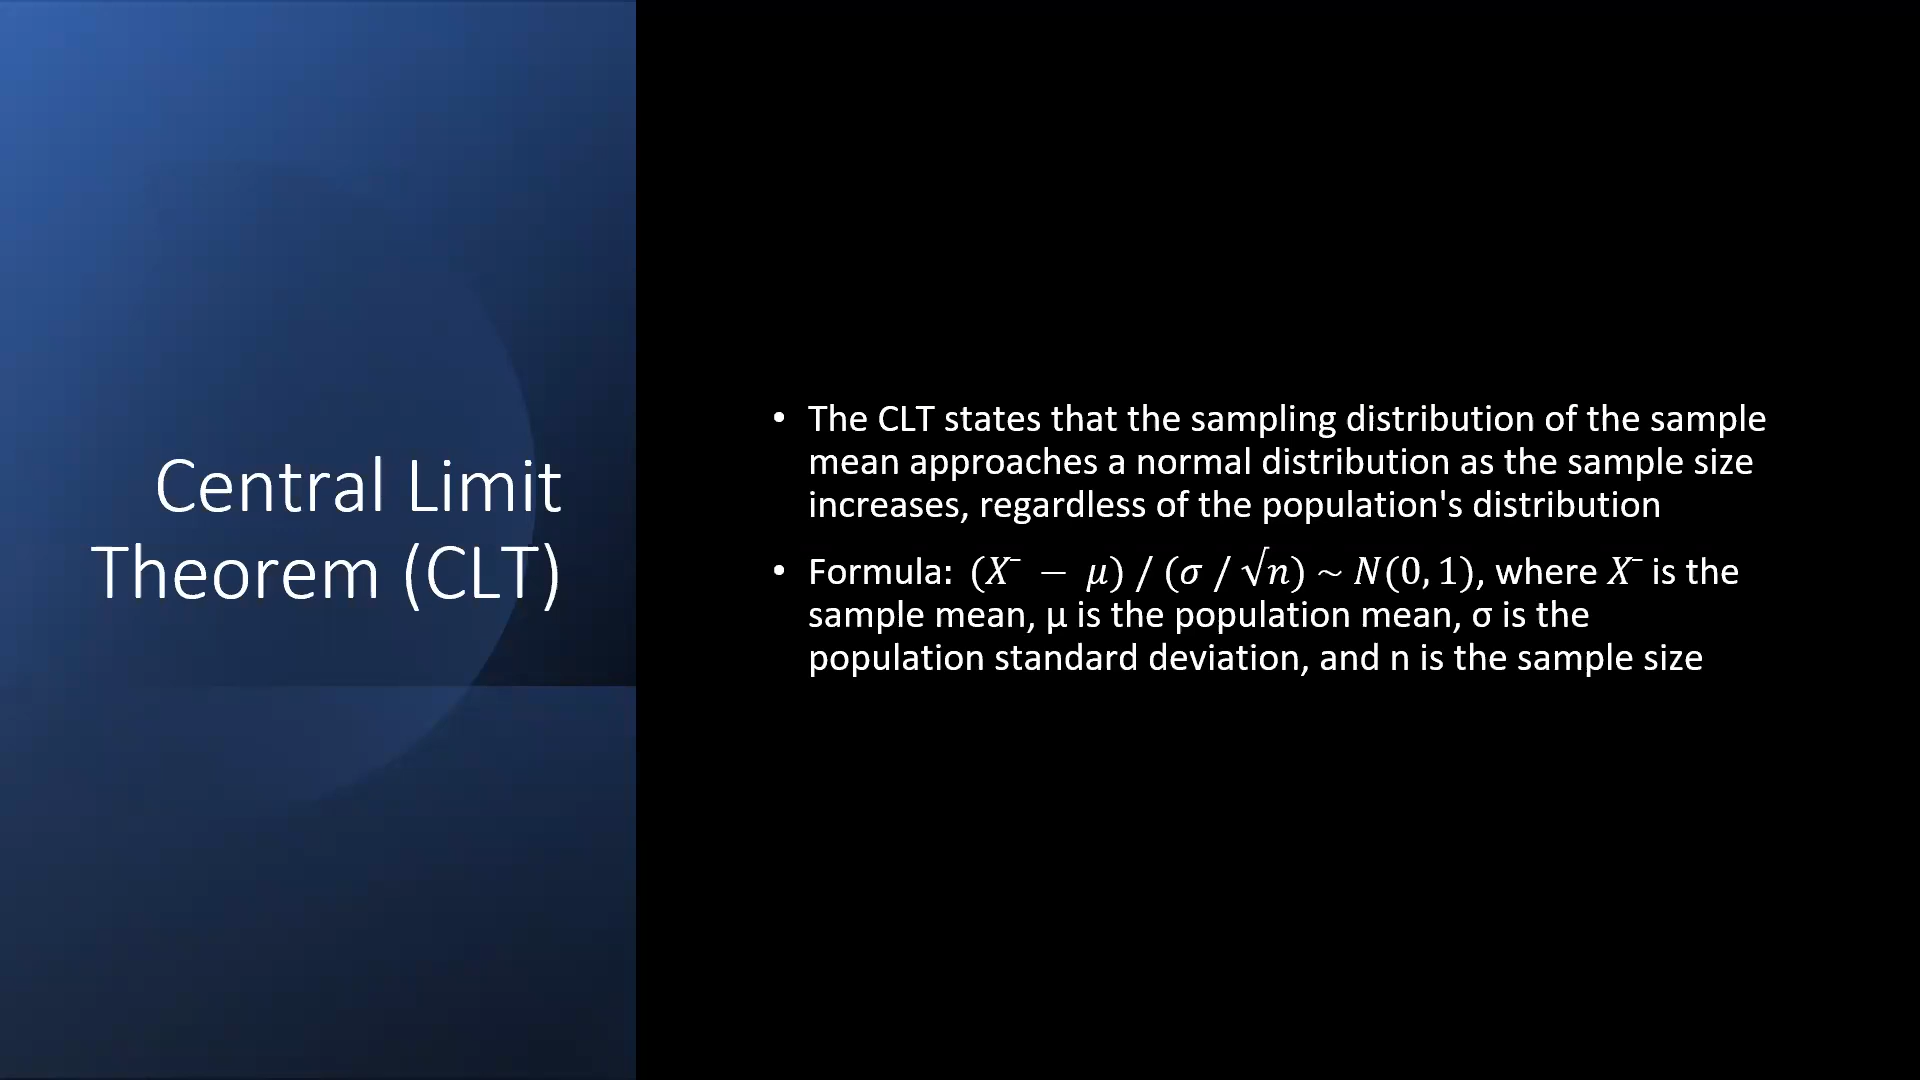 Central Limit
Theorem (CLT)
• The CLT states that the sampling distribution of the sample
mean approaches a normal distribution as the sample size
increases, regardless of the population's distribution
• Formula: (X̄ − μ) / (σ / √n) ~ N(0, 1), where X̄ is the
sample mean, μ is the population mean, σ is the
population standard deviation, and n is the sample size